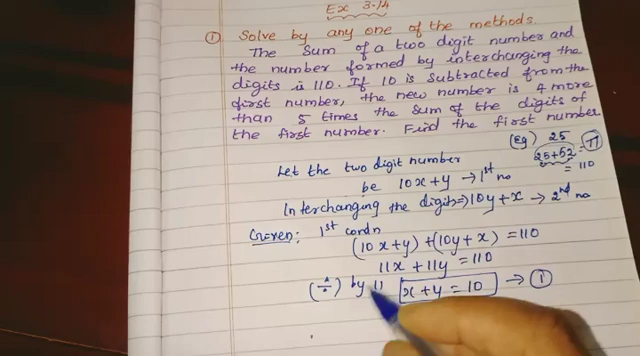 Ex 3.14
① Solve by any one of the methods.
The sum of a two digit number and
the number formed by interchanging the
digits is 110. If 10 is subtracted from the
first number, the new number is 4 more
than 5 times the sum of the digits of
the first number. Find the first number
(Eg) 25
25+52 = 77
= 110
Let the two digit number
be 10x+y → 1st no
Interchanging the digits ⇒ 10y+x → 2nd no
Given: 1st condn
(10x+y) + (10y+x) = 110
11x + 11y = 110
(÷) by 11 x + y = 10 → ①